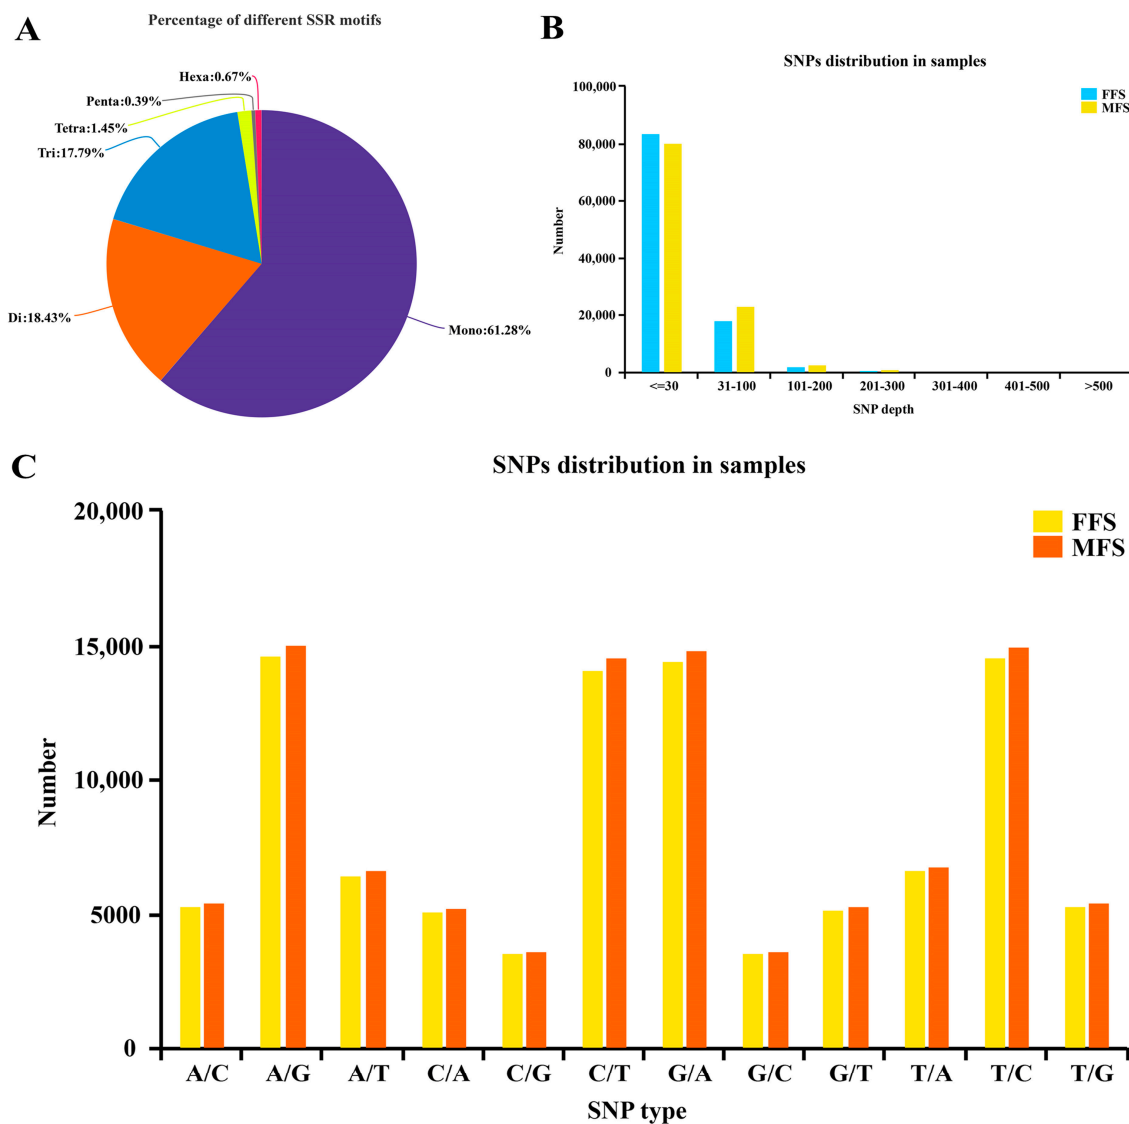 A
Percentage of different SSR motifs
Hexa:0.67%
Penta:0.39%
Tetra:1.45%
Tri:17.79%
Di:18.43%
Mono:61.28%
B
SNPs distribution in samples
FFS
MFS
100,000
80,000
60,000
40,000
20,000
0
Number
<=30 31-100 101-200 201-300 301-400 401-500 >500
SNP depth
C
SNPs distribution in samples
FFS
MFS
20,000
15,000
10,000
5000
0
Number
A/C A/G A/T C/A C/G C/T G/A G/C G/T T/A T/C T/G
SNP type